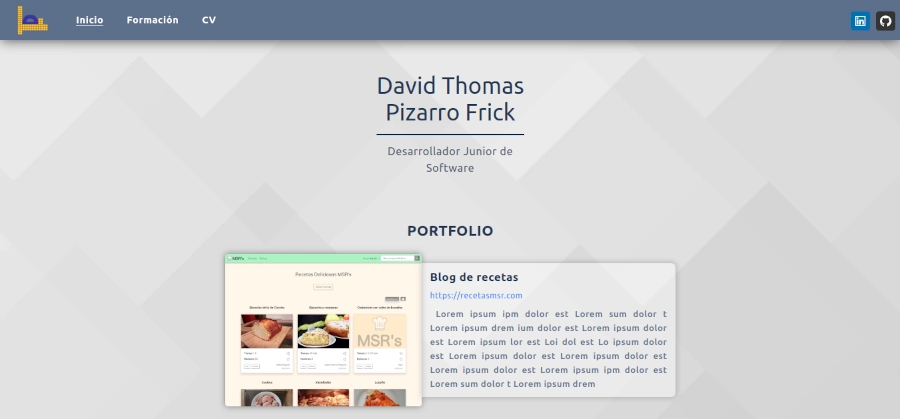 Inicio Formación CV
David Thomas
Pizarro Frick
Desarrollador Junior de
Software
PORTFOLIO
MSR's
Recetas Deliciosas MSR's
MSR's
Blog de recetas
https://recetasmsr.com
Lorem ipsum ipm dolor est Lorem sum dolor t
Lorem ipsum drem ium dolor est Lorem ipsum dolor
est Lorem ipsum lor est Loi dol est Lo ipsum dolor
est Lorem ipsum dolor est Lorem ipsum dolor est
Lorem ipsum dolor est Lorem ipsum ipm dolor est
Lorem sum dolor t Lorem ipsum drem